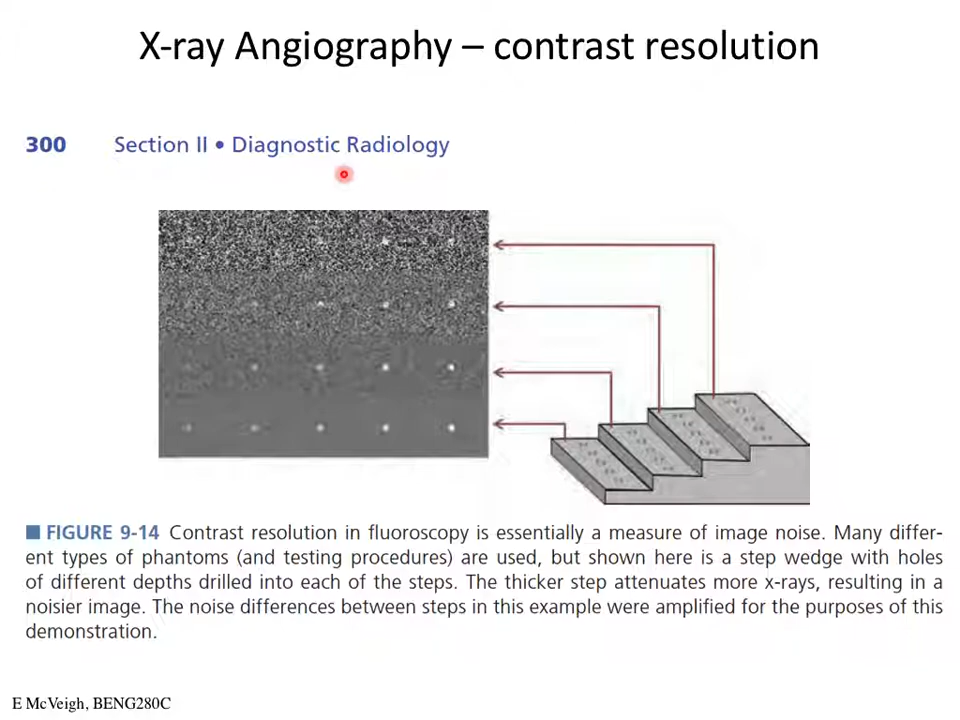 X-ray Angiography – contrast resolution
300 Section II • Diagnostic Radiology
■ FIGURE 9-14 Contrast resolution in fluoroscopy is essentially a measure of image noise. Many differ-
ent types of phantoms (and testing procedures) are used, but shown here is a step wedge with holes
of different depths drilled into each of the steps. The thicker step attenuates more x-rays, resulting in a
noisier image. The noise differences between steps in this example were amplified for the purposes of this
demonstration.
E McVeigh, BENG280C